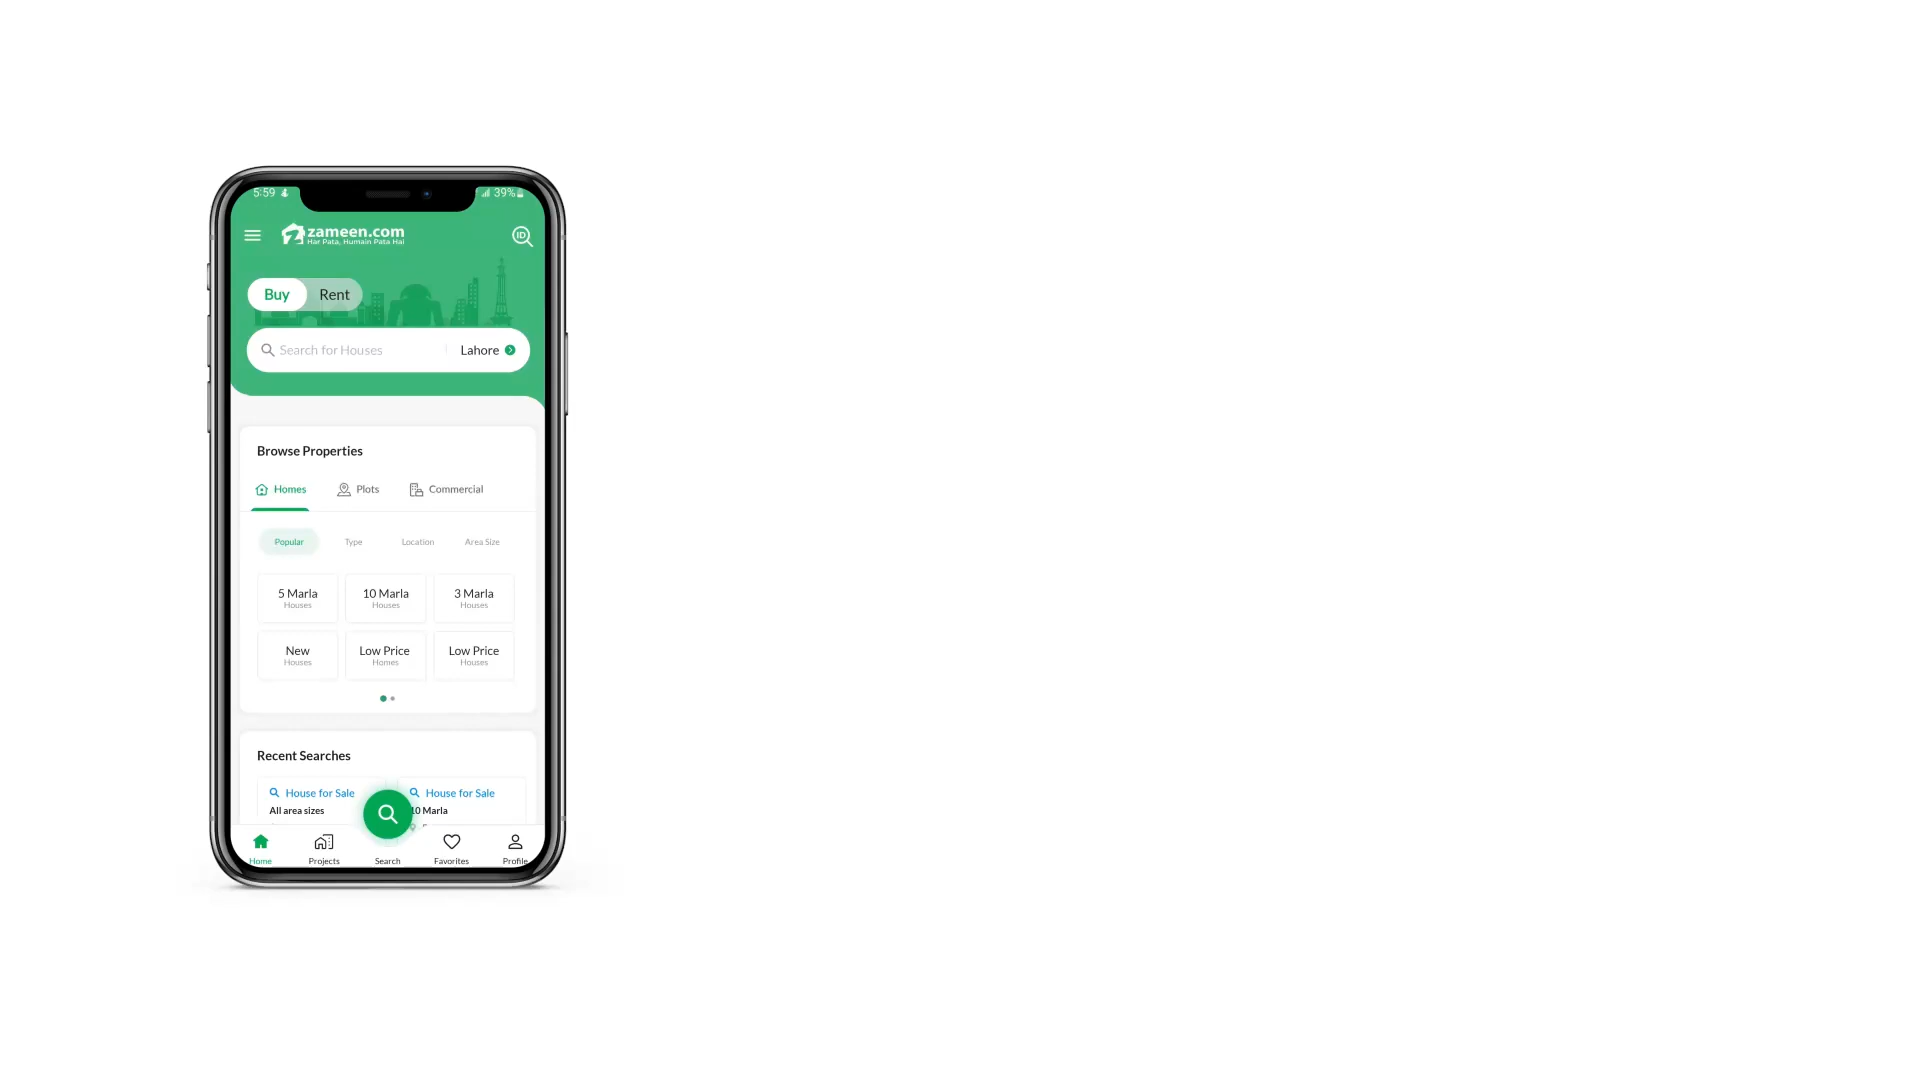 5:59 39%
zameen.com
Har Pata, Humain Pata Hai
ID
Buy Rent
Search for Houses Lahore
Browse Properties
Homes Plots Commercial
Popular Type Location Area Size
5 Marla 10 Marla 3 Marla
Houses Houses Houses
New Low Price Low Price
Houses Homes Houses
Recent Searches
House for Sale House for Sale
All area sizes 10 Marla
Home Projects Search Favorites Profile